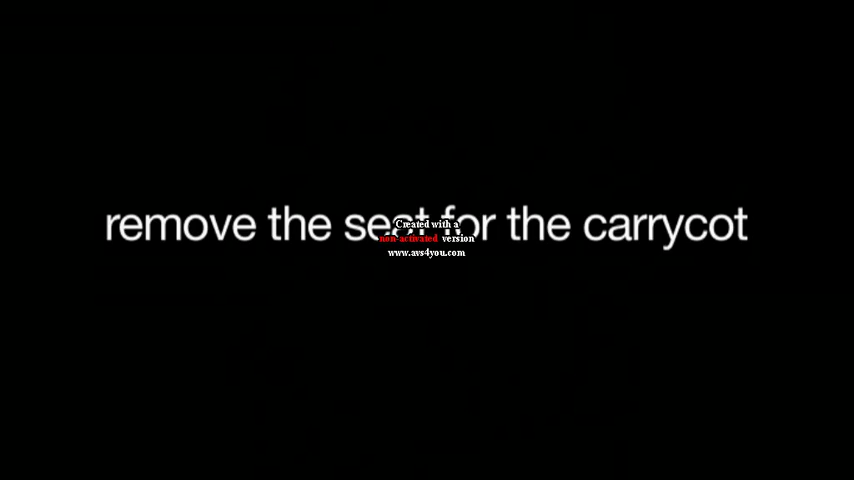 remove the seat for the carrycot
Created with a
non-activated version
www.avs4you.com